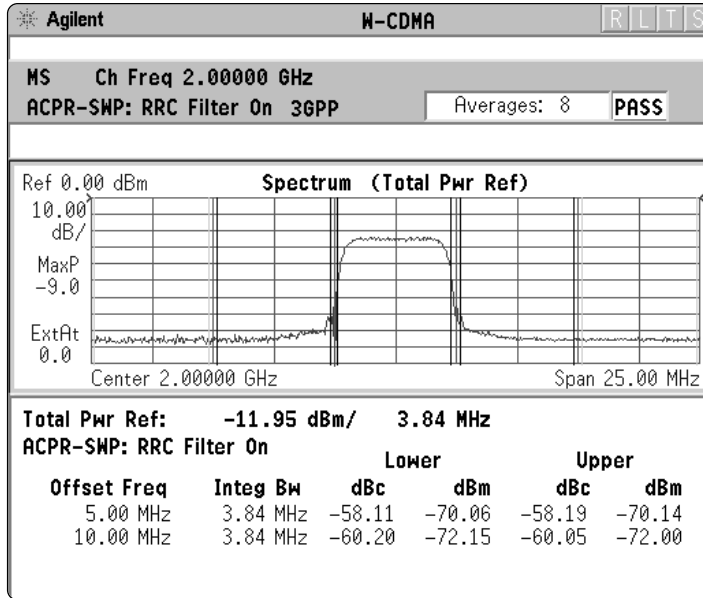 Agilent W-CDMA R L T S
MS Ch Freq 2.00000 GHz
ACPR-SWP: RRC Filter On 3GPP Averages: 8 PASS
Ref 0.00 dBm Spectrum (Total Pwr Ref)
10.00
dB/
MaxP
-9.0
ExtAt
0.0
Center 2.00000 GHz Span 25.00 MHz
Total Pwr Ref: -11.95 dBm/ 3.84 MHz
ACPR-SWP: RRC Filter On
Lower Upper
Offset Freq Integ Bw dBc dBm dBc dBm
5.00 MHz 3.84 MHz -58.11 -70.06 -58.19 -70.14
10.00 MHz 3.84 MHz -60.20 -72.15 -60.05 -72.00